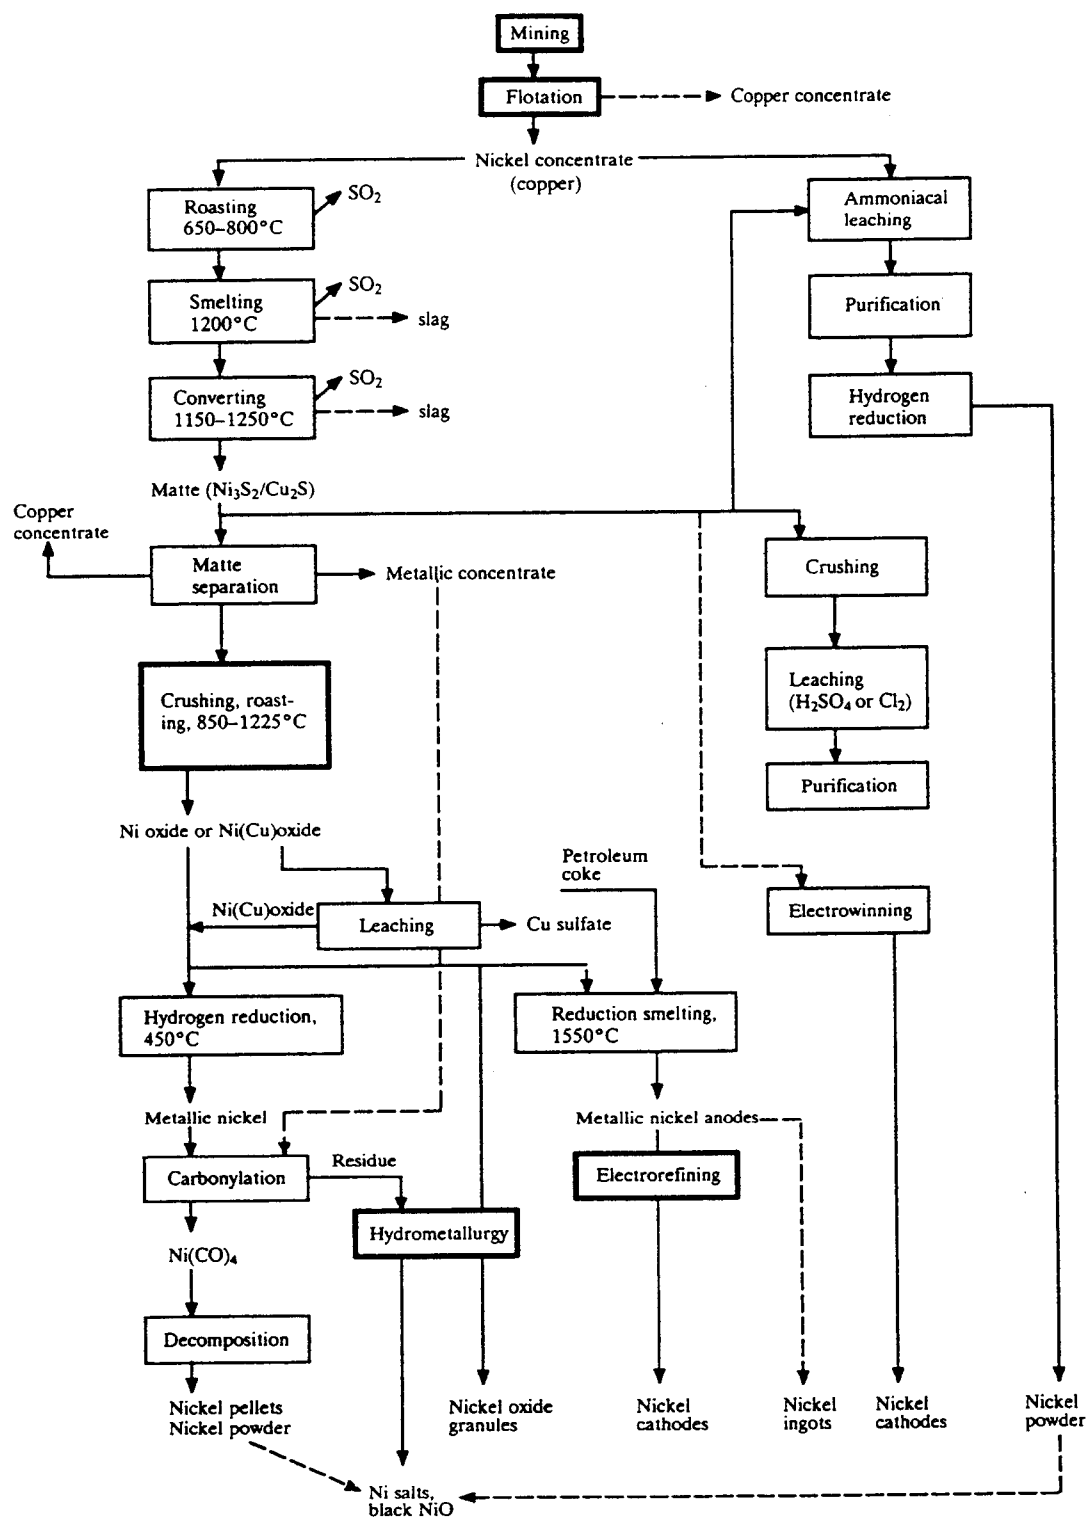 Mining
Flotation
Copper concentrate
Nickel concentrate
(copper)
Roasting
650–800°C
SO₂
Ammoniacal
leaching
Smelting
1200°C
SO₂
slag
Purification
Converting
1150–1250°C
SO₂
slag
Hydrogen
reduction
Matte (Ni₃S₂/Cu₂S)
Copper
concentrate
Matte
separation
Metallic concentrate
Crushing
Crushing, roast-
ing, 850–1225°C
Leaching
(H₂SO₄ or Cl₂)
Purification
Ni oxide or Ni(Cu)oxide
Petroleum
coke
Ni(Cu)oxide
Leaching
Cu sulfate
Electrowinning
Hydrogen reduction,
450°C
Reduction smelting,
1550°C
Metallic nickel
Metallic nickel anodes
Carbonylation
Residue
Electrorefining
Hydrometallurgy
Ni(CO)₄
Decomposition
Nickel pellets
Nickel powder
Nickel oxide
granules
Nickel
cathodes
Nickel
ingots
Nickel
cathodes
Nickel
powder
Ni salts,
black NiO